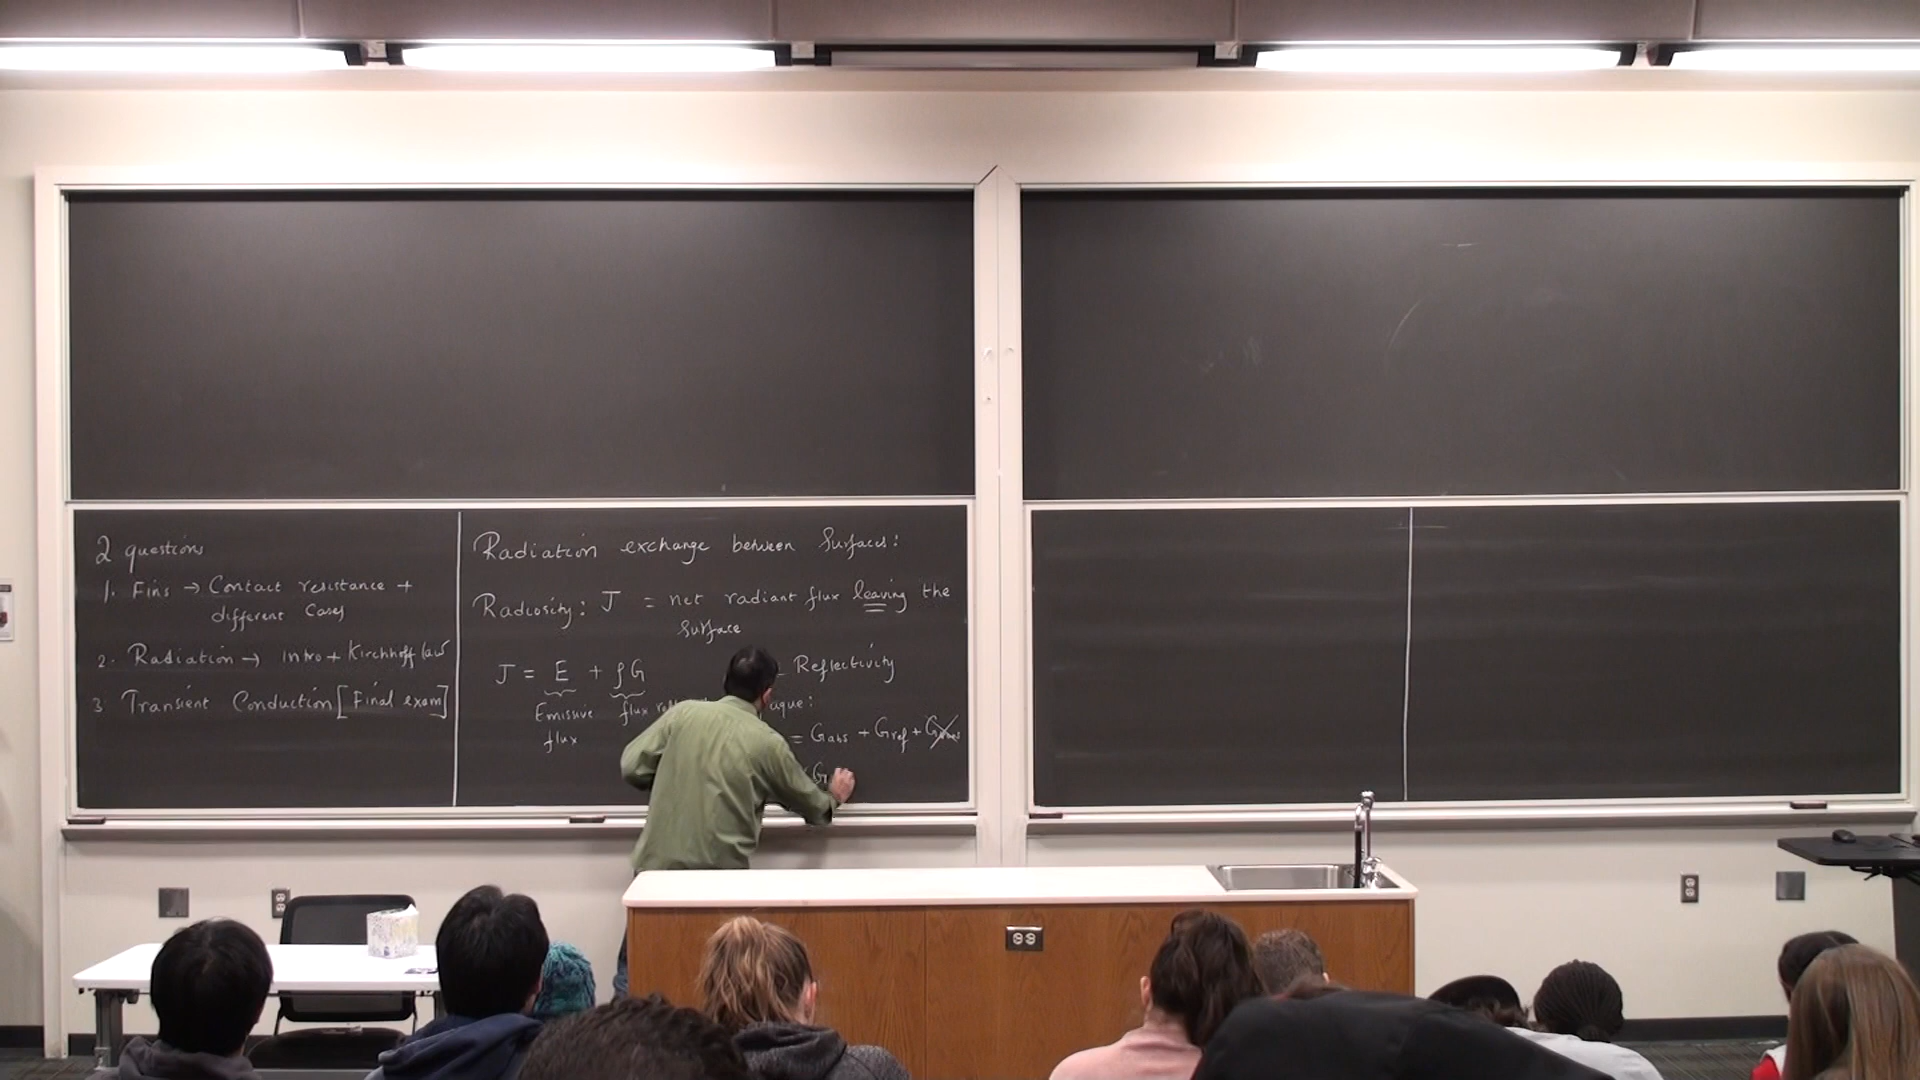 2 questions
1. Fins → Contact resistance +
different Cases
2. Radiation → Intro + Kirchhoff law
3. Transient Conduction [Final exam]
Radiation exchange between Surfaces:
Radiosity: J = net radiant flux leaving the
Surface
J = E + ρG
Reflectivity
Emissive flux
flux
= Gabs + Gref +